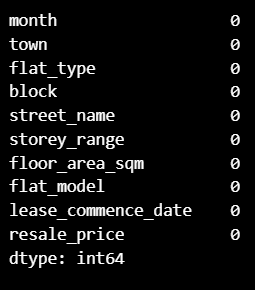 month 0
town 0
flat_type 0
block 0
street_name 0
storey_range 0
floor_area_sqm 0
flat_model 0
lease_commence_date 0
resale_price 0
dtype: int64